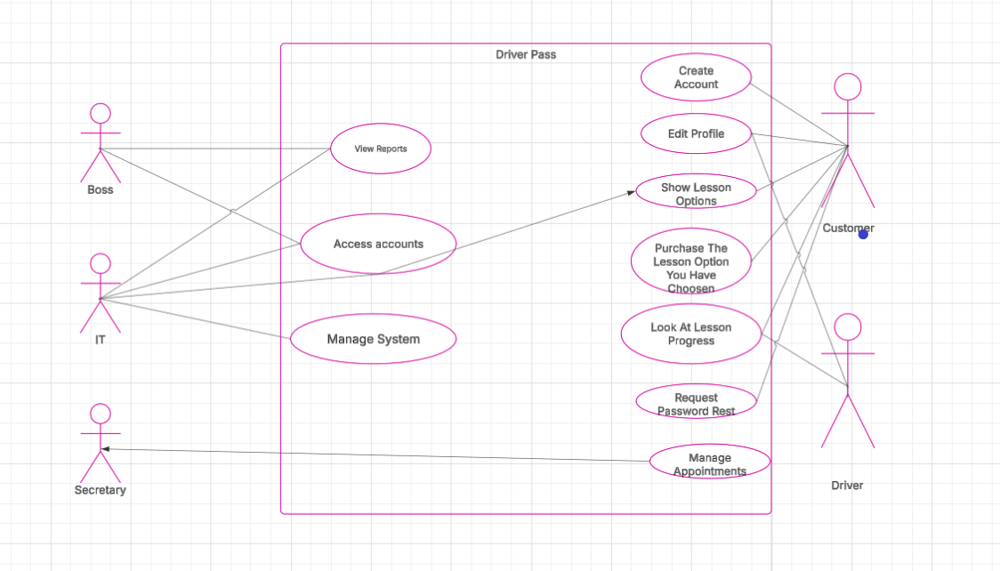 Driver Pass
Create
Account
Edit Profile
View Reports
Boss
Show Lesson
Options
Customer
Access accounts
Purchase The
Lesson Option
You Have
Choosen
IT
Manage System
Look At Lesson
Progress
Request
Password Rest
Manage
Appointments
Secretary
Driver